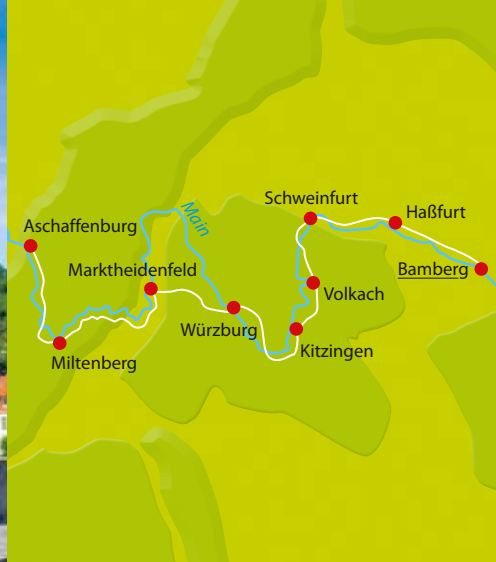 Main
Schweinfurt
Haßfurt
Aschaffenburg
Marktheidenfeld
Bamberg
Volkach
Würzburg
Kitzingen
Miltenberg